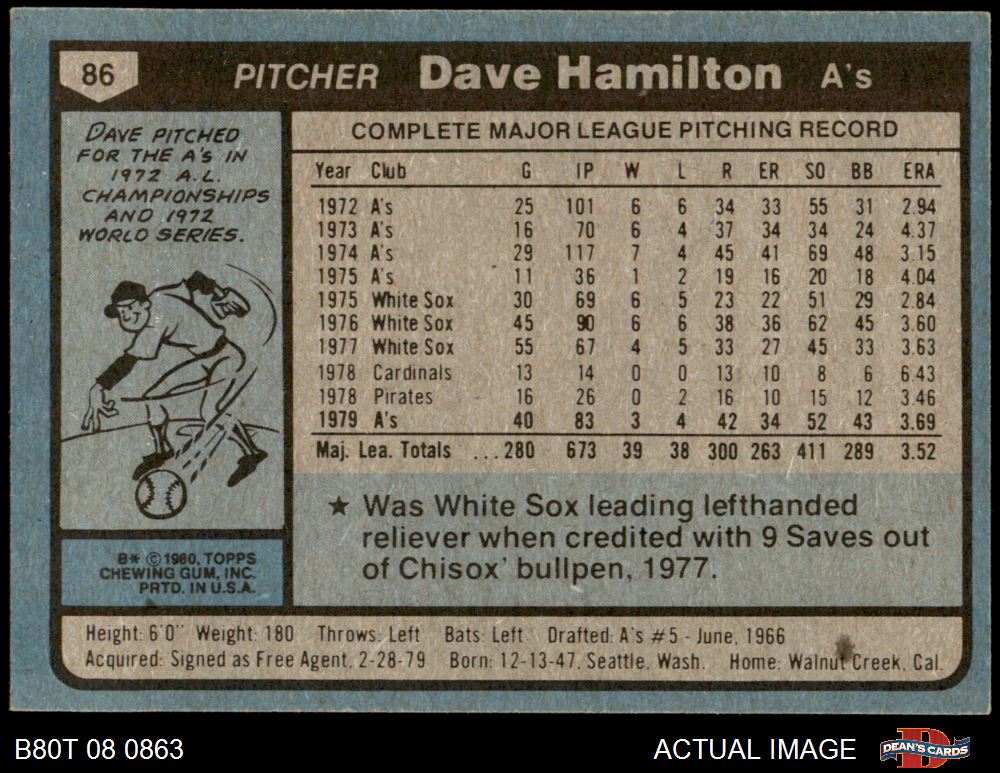 86 PITCHER Dave Hamilton A's
DAVE PITCHED
FOR THE A's IN
1972 A.L.
CHAMPIONSHIPS
AND 1972
WORLD SERIES.
COMPLETE MAJOR LEAGUE PITCHING RECORD
Year Club G IP W L R ER SO BB ERA
1972 A's 25 101 6 6 34 33 55 31 2.94
1973 A's 16 70 6 4 37 34 34 24 4.37
1974 A's 29 117 7 4 45 41 69 48 3.15
1975 A's 11 36 1 2 19 16 20 18 4.04
1975 White Sox 30 69 6 5 23 22 51 29 2.84
1976 White Sox 45 90 6 6 38 36 62 45 3.60
1977 White Sox 55 67 4 5 33 27 45 33 3.63
1978 Cardinals 13 14 0 0 13 10 8 6 6.43
1978 Pirates 16 26 0 2 16 10 15 12 3.46
1979 A's 40 83 3 4 42 34 52 43 3.69
Maj. Lea. Totals ...280 673 39 38 300 263 411 289 3.52
★ Was White Sox leading lefthanded
reliever when credited with 9 Saves out
of Chisox' bullpen, 1977.
B* © 1980, TOPPS
CHEWING GUM, INC.
PRTD. IN U.S.A.
Height: 6'0" Weight: 180 Throws: Left Bats: Left Drafted: A's #5 - June, 1966
Acquired: Signed as Free Agent, 2-28-79 Born: 12-13-47, Seattle, Wash. Home: Walnut Creek, Cal.
B80T 08 0863 ACTUAL IMAGE DEAN'S CARDS